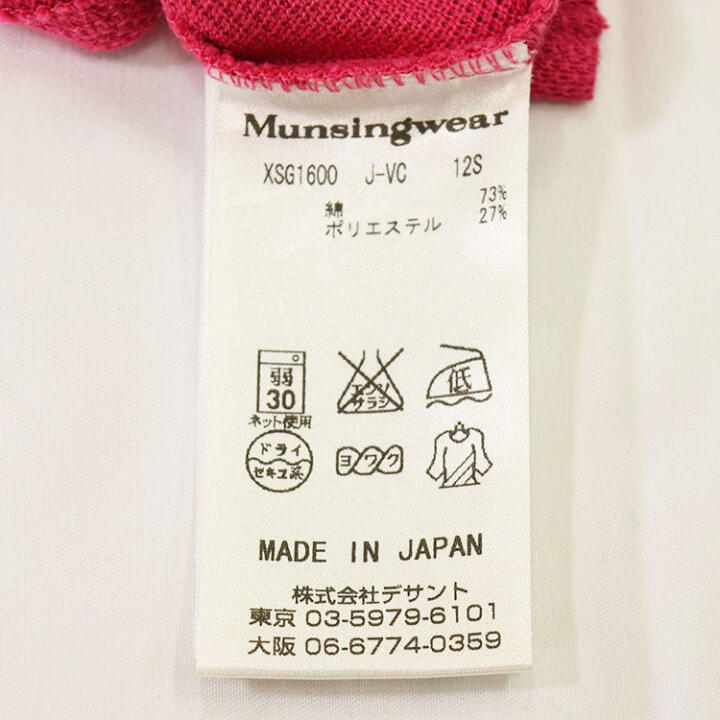 Munsingwear
XSG1600 J-VC 12S
綿 73%
ポリエステル 27%
弱
30
ネット使用
エンソ
サラシ
低
ドライ
セキユ系
ヨワク
MADE IN JAPAN
株式会社デサント
東京 03-5979-6101
大阪 06-6774-0359